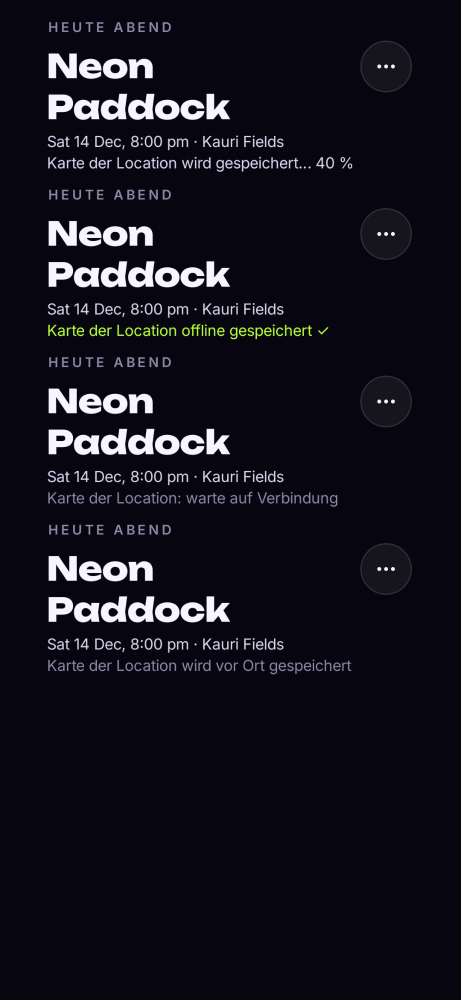 HEUTE ABEND
Neon
Paddock
Sat 14 Dec, 8:00 pm · Kauri Fields
Karte der Location wird gespeichert... 40 %
HEUTE ABEND
Neon
Paddock
Sat 14 Dec, 8:00 pm · Kauri Fields
Karte der Location offline gespeichert ✓
HEUTE ABEND
Neon
Paddock
Sat 14 Dec, 8:00 pm · Kauri Fields
Karte der Location: warte auf Verbindung
HEUTE ABEND
Neon
Paddock
Sat 14 Dec, 8:00 pm · Kauri Fields
Karte der Location wird vor Ort gespeichert